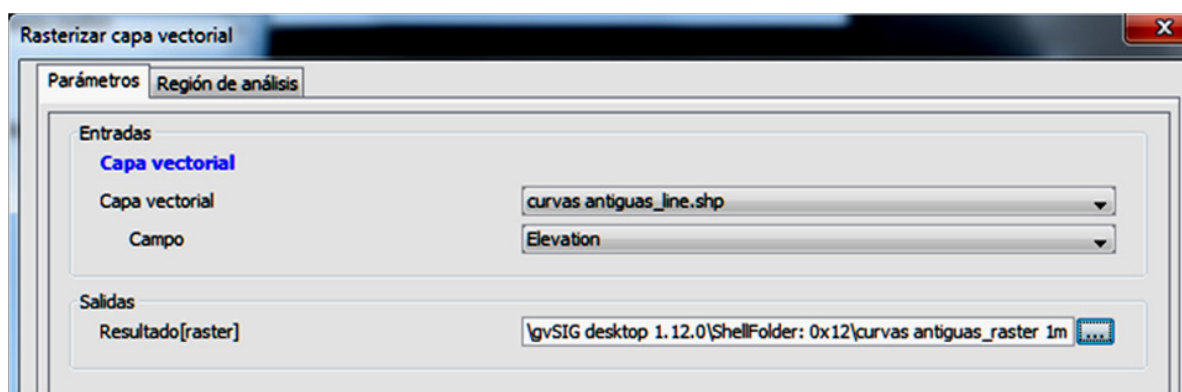 Rasterizar capa vectorial
Parámetros Región de análisis
Entradas
Capa vectorial
Capa vectorial curvas antiguas_line.shp
Campo Elevation
Salidas
Resultado[raster] \gvSIG desktop 1.12.0\ShellFolder: 0x12\curvas antiguas_raster 1m ...